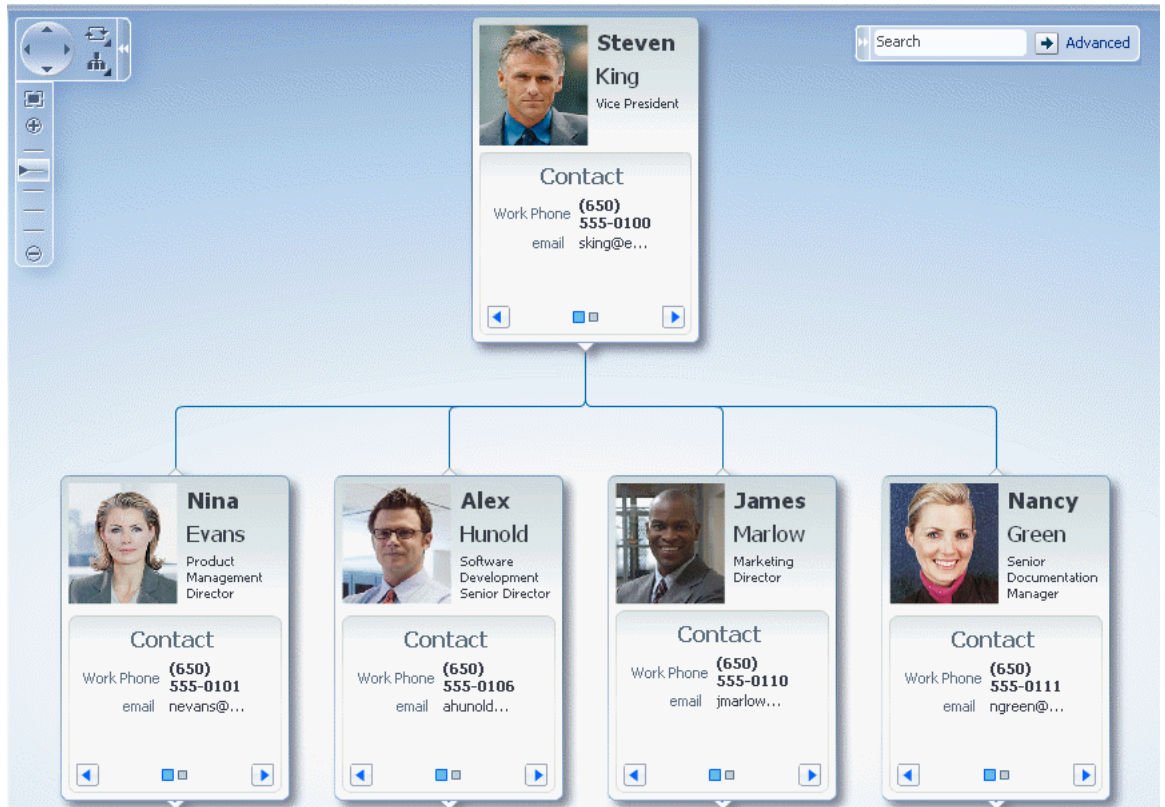 Search
Advanced
Steven
King
Vice President
Contact
Work Phone (650)
555-0100
email sking@e...
Nina
Evans
Product
Management
Director
Contact
Work Phone (650)
555-0101
email nevans@...
Alex
Hunold
Software
Development
Senior Director
Contact
Work Phone (650)
555-0106
email ahunold...
James
Marlow
Marketing
Director
Contact
Work Phone (650)
555-0110
email jmarlow...
Nancy
Green
Senior
Documentation
Manager
Contact
Work Phone (650)
555-0111
email ngreen@...